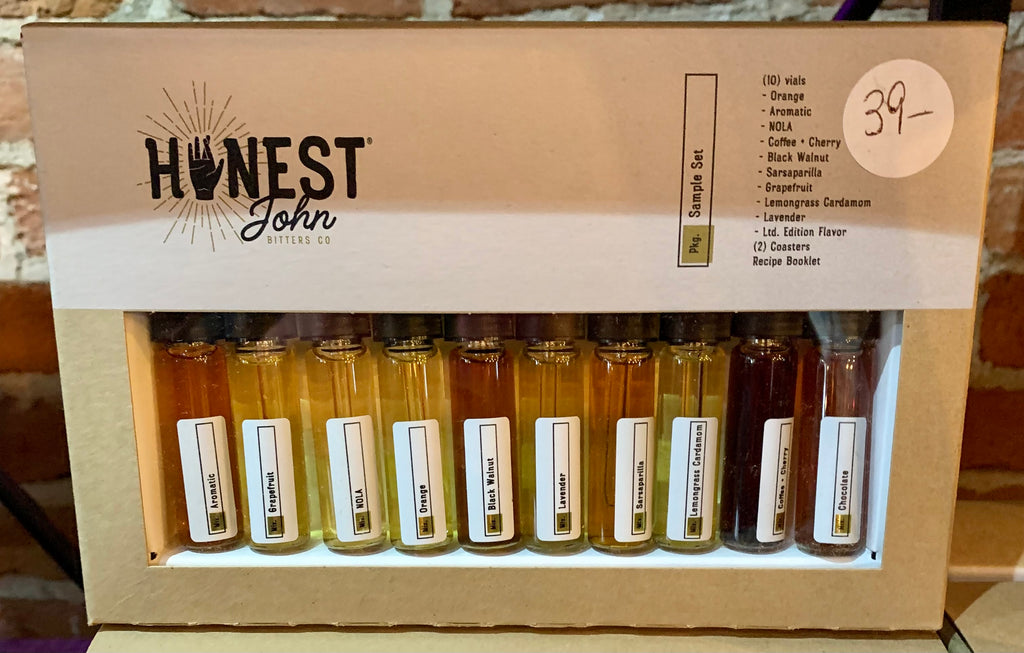 HONEST®
John
BITTERS CO
Pkg. Sample Set
(10) vials
- Orange
- Aromatic
- NOLA
- Coffee + Cherry
- Black Walnut
- Sarsaparilla
- Grapefruit
- Lemongrass Cardamom
- Lavender
- Ltd. Edition Flavor
(2) Coasters
Recipe Booklet
39-
Aromatic
Grapefruit
NOLA
Orange
Black Walnut
Lavender
Sarsaparilla
Lemongrass Cardamom
Coffee + Cherry
Chocolate